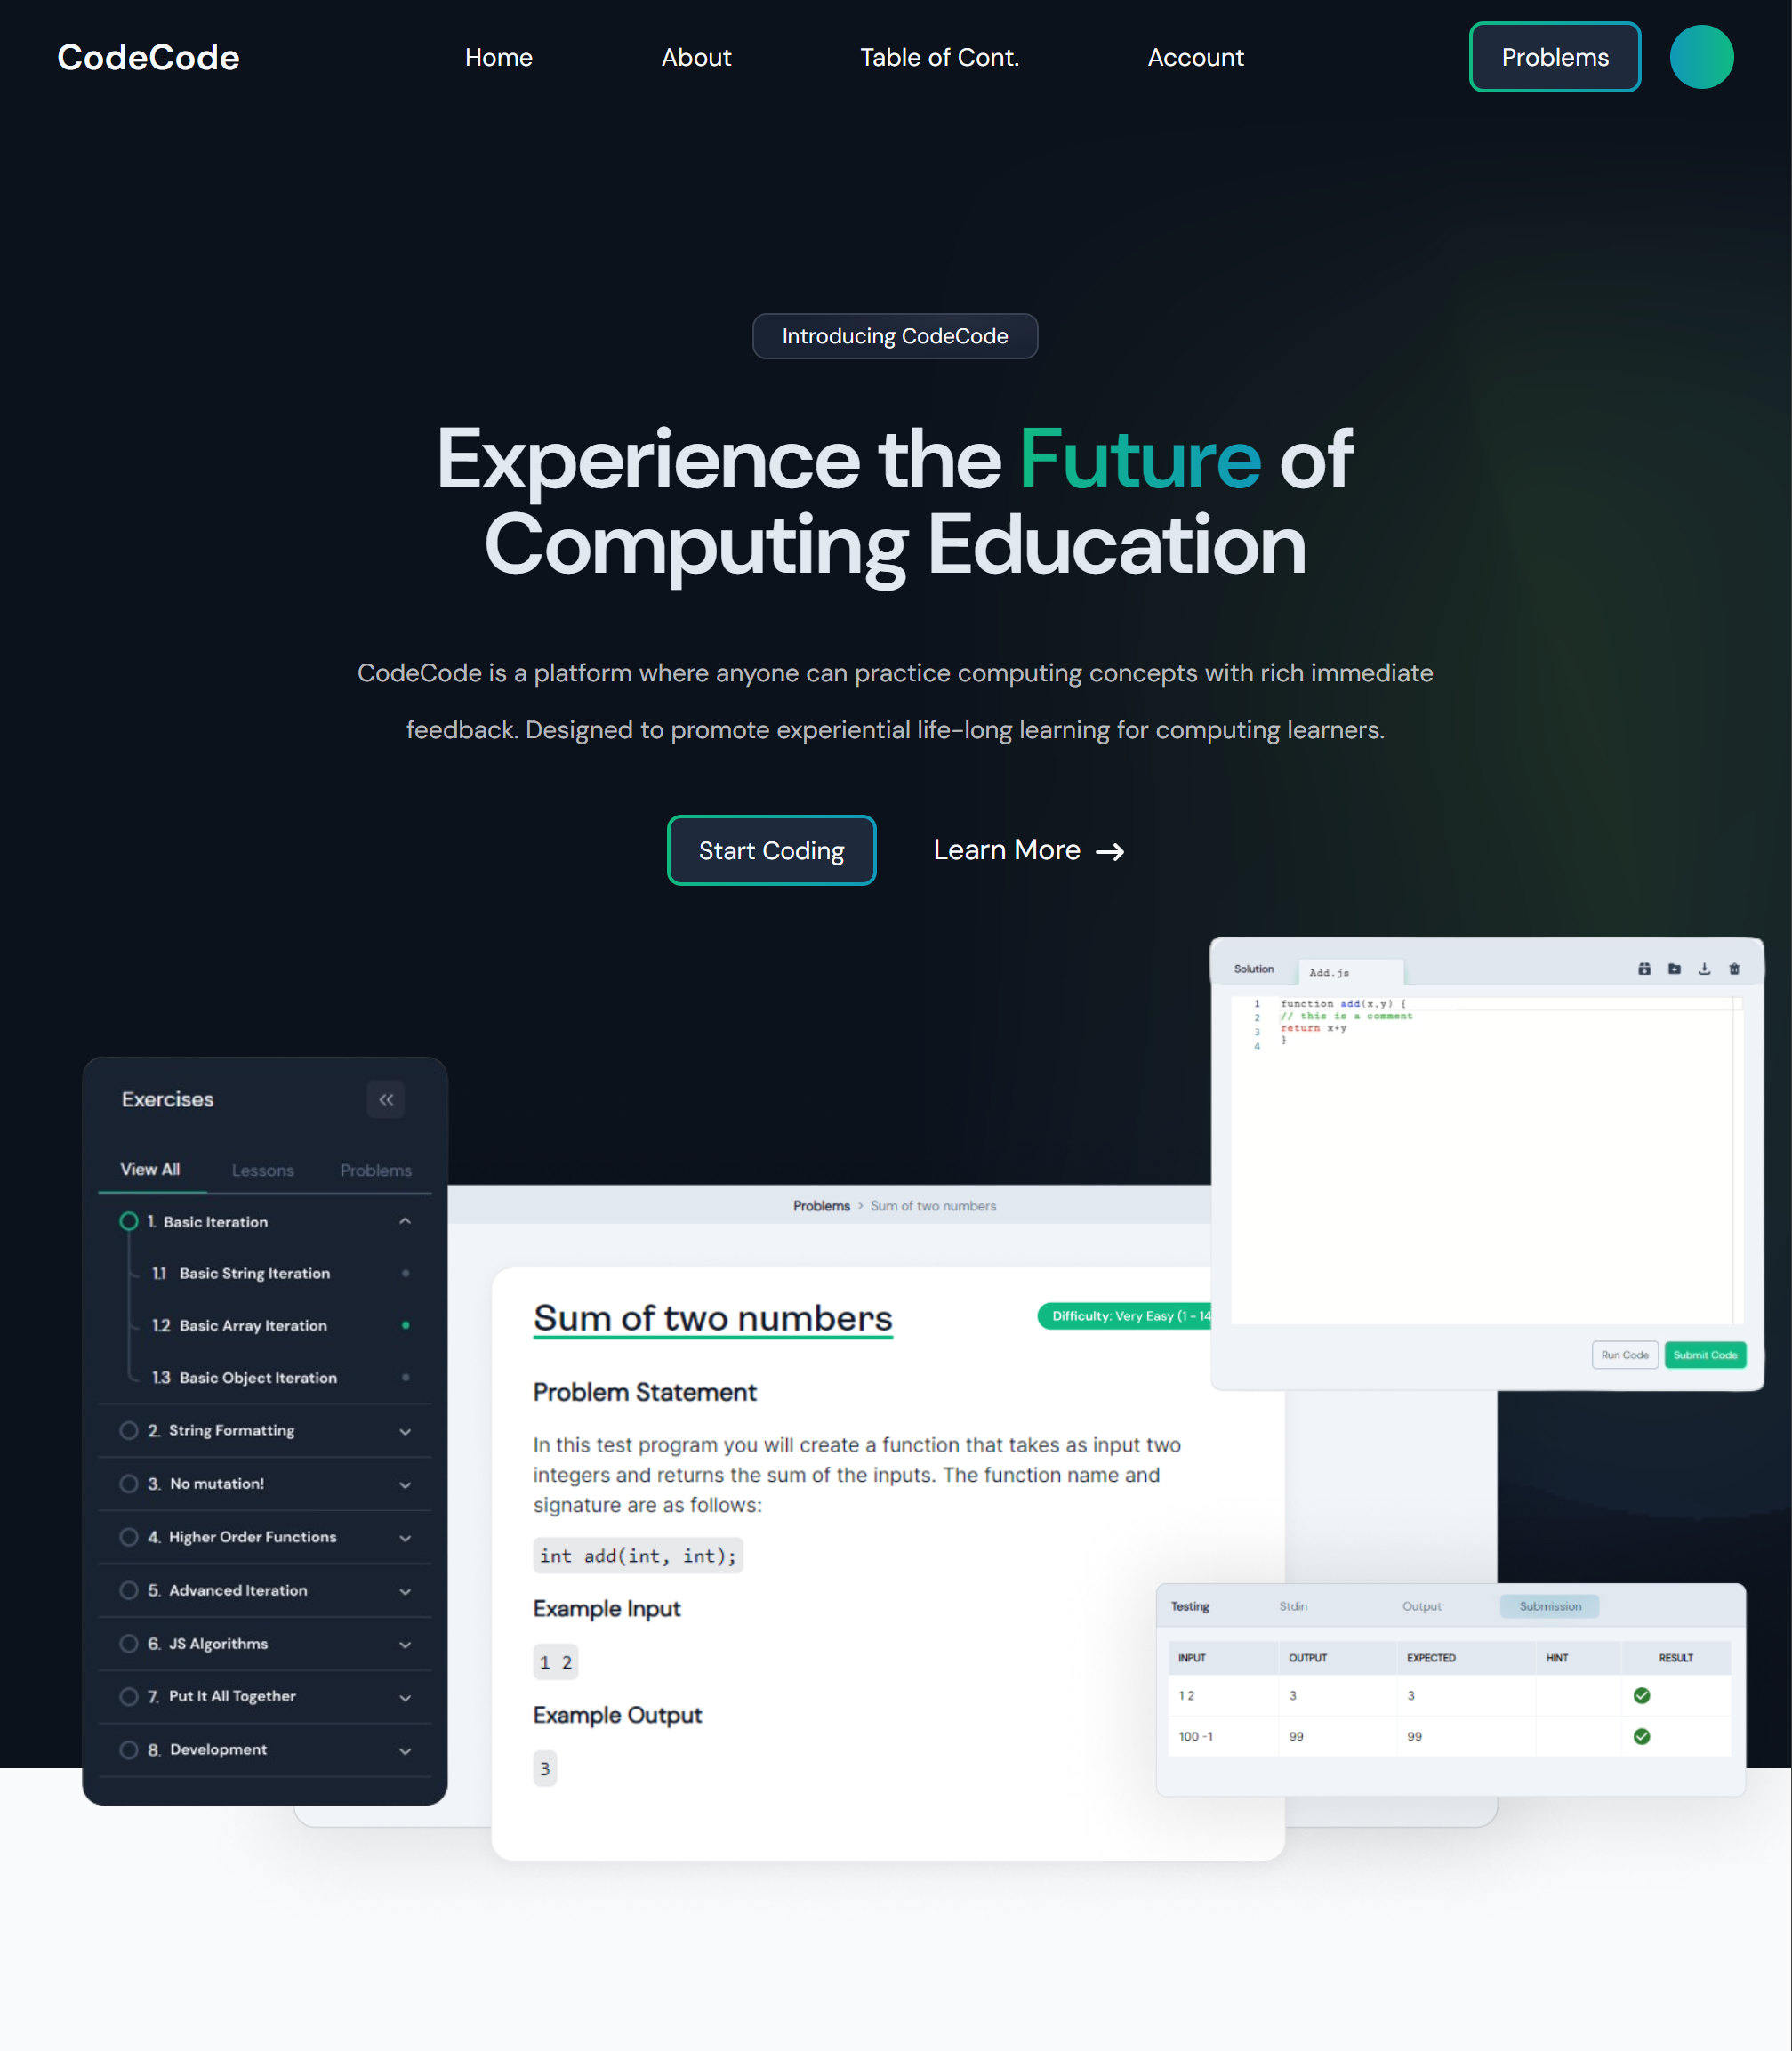 CodeCode
Home
About
Table of Cont.
Account
Problems
Introducing CodeCode
Experience the Future of
Computing Education
CodeCode is a platform where anyone can practice computing concepts with rich immediate
feedback. Designed to promote experiential life-long learning for computing learners.
Start Coding
Learn More →
Exercises
View All
Lessons
Problems
1. Basic Iteration
1.1 Basic String Iteration
1.2 Basic Array Iteration
1.3 Basic Object Iteration
2. String Formatting
3. No mutation!
4. Higher Order Functions
5. Advanced Iteration
6. JS Algorithms
7. Put It All Together
8. Development
Problems > Sum of two numbers
Sum of two numbers
Difficulty: Very Easy (1 - 14
Problem Statement
In this test program you will create a function that takes as input two
integers and returns the sum of the inputs. The function name and
signature are as follows:
int add(int, int);
Example Input
1 2
Example Output
3
Solution
Add.js
1 function add(x,y) {
2 // this is a comment
3 return x+y
4 }
Run Code
Submit Code
Testing
Stdin
Output
Submission
INPUT OUTPUT EXPECTED HINT RESULT
1 2 3 3
100 -1 99 99